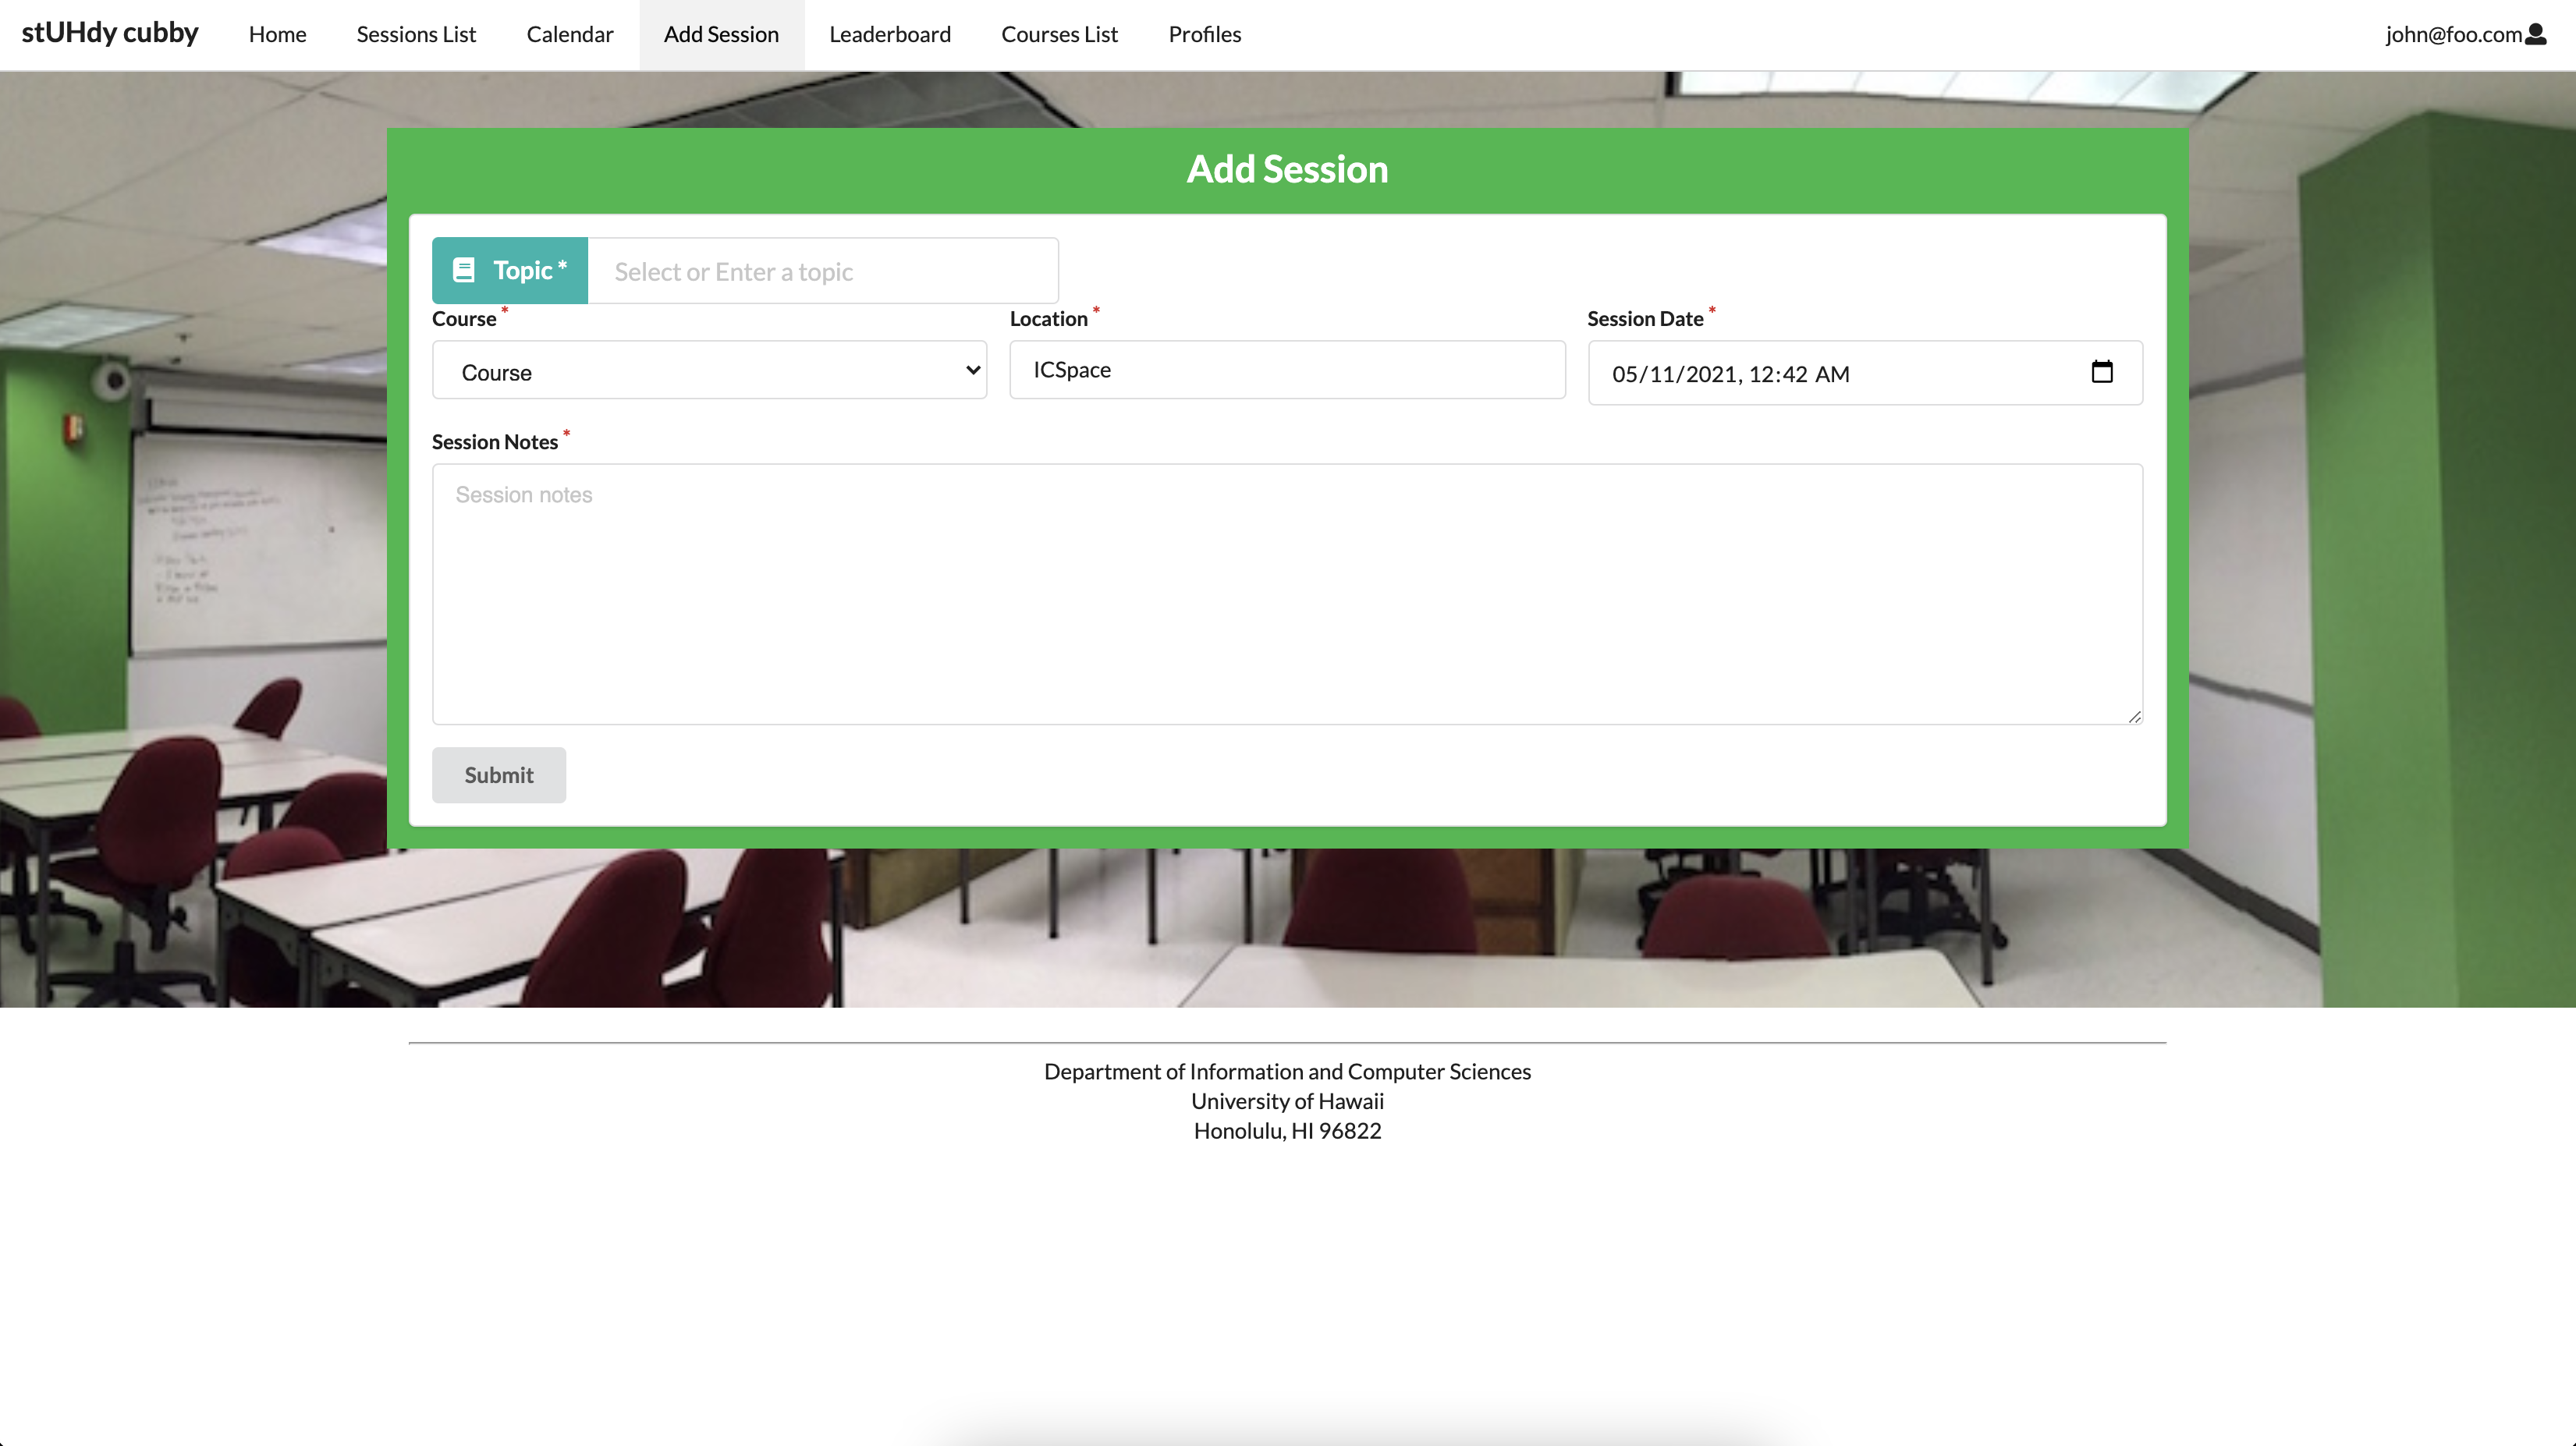 stUHdy cubby Home Sessions List Calendar Add Session Leaderboard Courses List Profiles john@foo.com
Add Session
Topic * Select or Enter a topic
Course * Location * Session Date *
Course ICSpace 05/11/2021, 12:42 AM
Session Notes *
Session notes
Submit
Department of Information and Computer Sciences
University of Hawaii
Honolulu, HI 96822